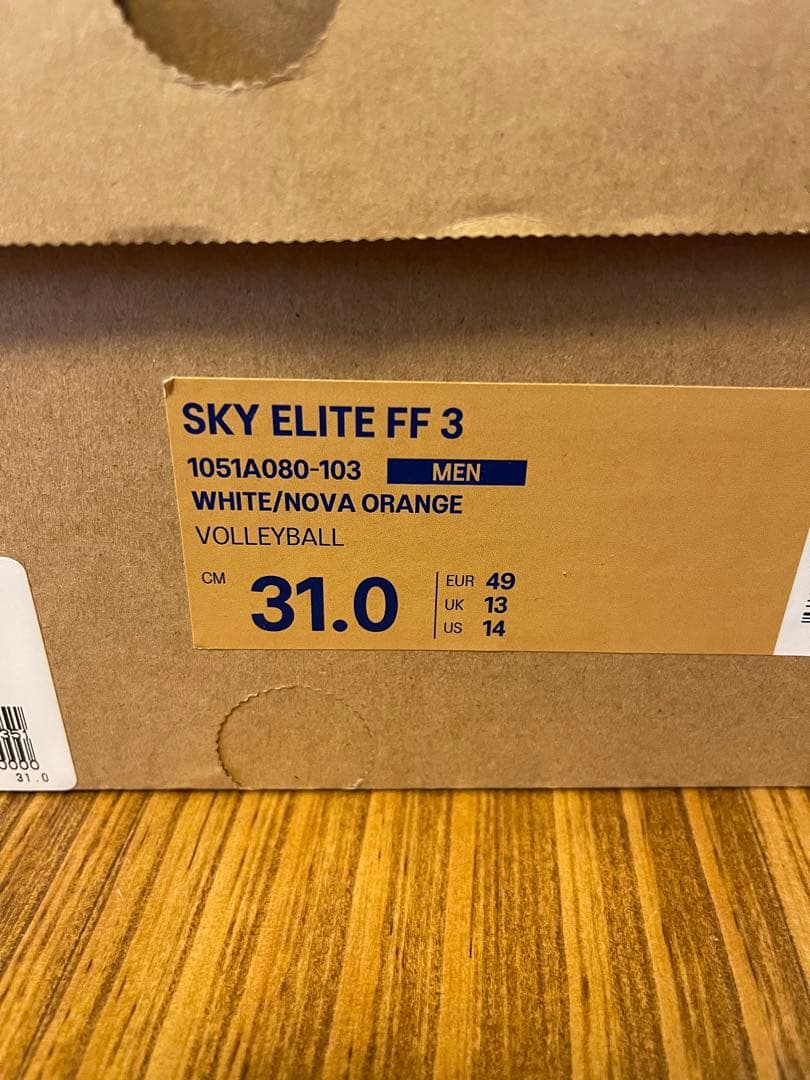 SKY ELITE FF 3
1051A080-103 MEN
WHITE/NOVA ORANGE
VOLLEYBALL
CM 31.0
EUR 49
UK 13
US 14
31.0